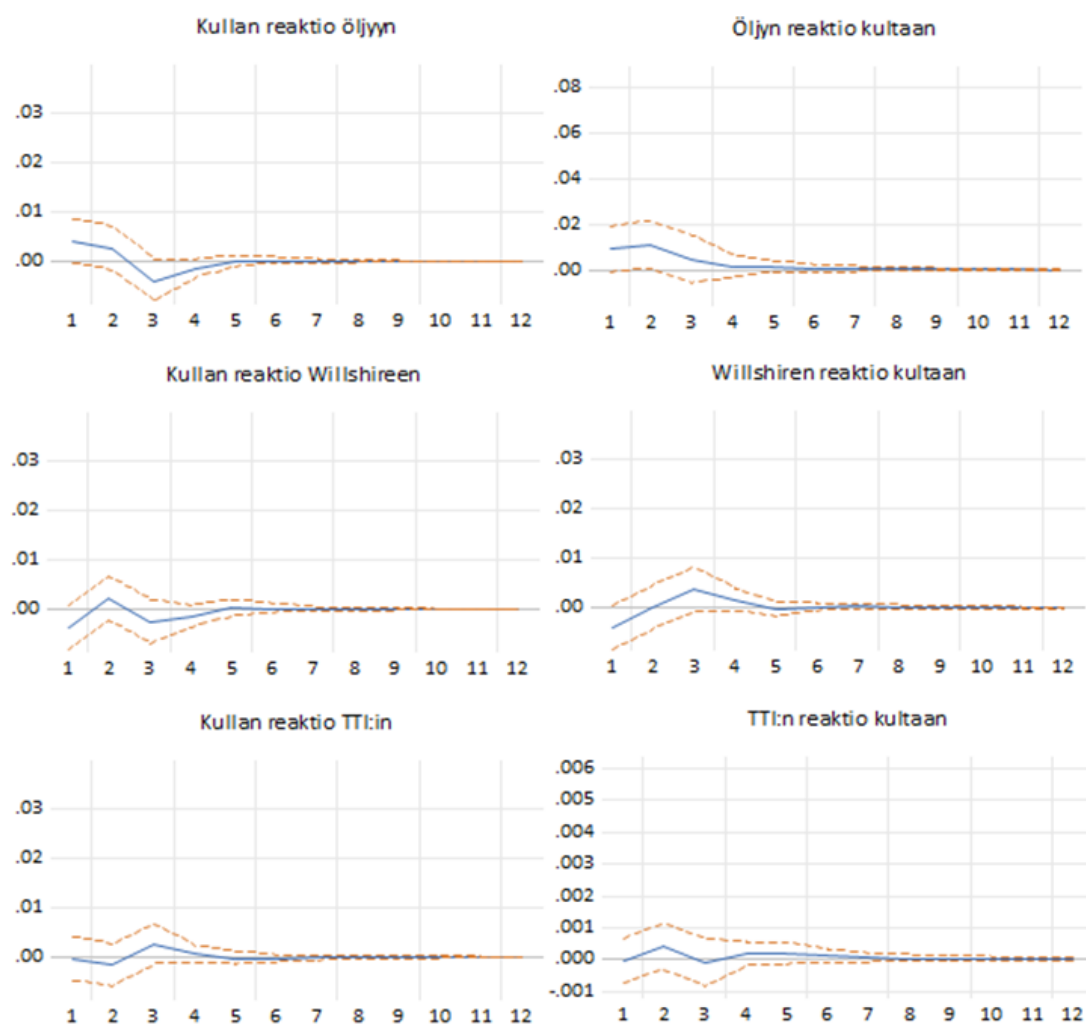 Kullan reaktio öljyyn
.03
.02
.01
.00
1 2 3 4 5 6 7 8 9 10 11 12
Öljyn reaktio kultaan
.08
.06
.04
.02
.00
1 2 3 4 5 6 7 8 9 10 11 12
Kullan reaktio Willshireen
.03
.02
.01
.00
1 2 3 4 5 6 7 8 9 10 11 12
Willshiren reaktio kultaan
.03
.02
.01
.00
1 2 3 4 5 6 7 8 9 10 11 12
Kullan reaktio TTI:in
.03
.02
.01
.00
1 2 3 4 5 6 7 8 9 10 11 12
TTI:n reaktio kultaan
.006
.005
.004
.003
.002
.001
.000
-.001
1 2 3 4 5 6 7 8 9 10 11 12